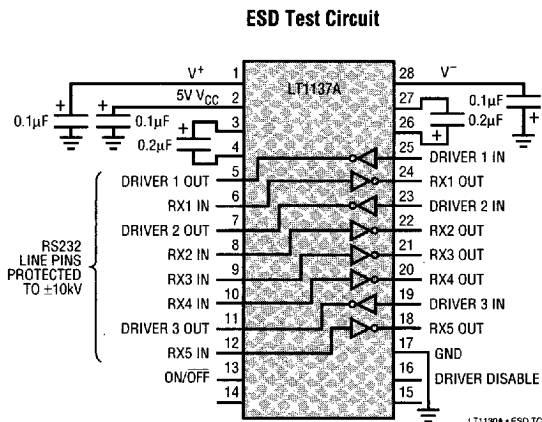 ESD Test Circuit
LT1137A
V+ 1
5V VCC 2
3
4
DRIVER 1 OUT 5
RX1 IN 6
DRIVER 2 OUT 7
RX2 IN 8
RX3 IN 9
RX4 IN 10
DRIVER 3 OUT 11
RX5 IN 12
ON/OFF 13
14
+
0.1μF
+
0.1μF
+
0.2μF
RS232
LINE PINS
PROTECTED
TO ±10kV
28 V−
27
26
25 DRIVER 1 IN
24 RX1 OUT
23 DRIVER 2 IN
22 RX2 OUT
21 RX3 OUT
20 RX4 OUT
19 DRIVER 3 IN
18 RX5 OUT
17 GND
16 DRIVER DISABLE
15
0.1μF
+
0.2μF
+